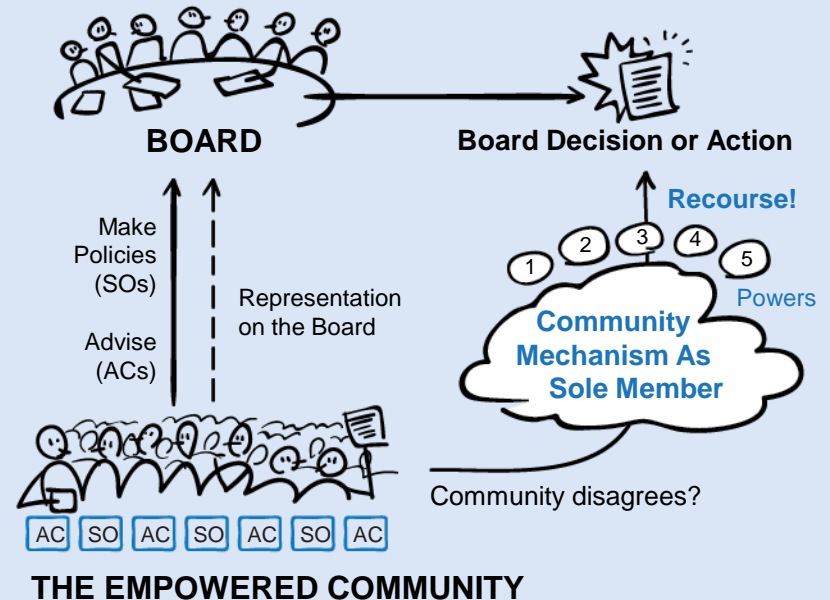 BOARD
Board Decision or Action
Make
Policies
(SOs)
Advise
(ACs)
Representation
on the Board
Recourse!
1
2
3
4
5
Powers
Community
Mechanism As
Sole Member
Community disagrees?
AC SO AC SO AC SO AC
THE EMPOWERED COMMUNITY